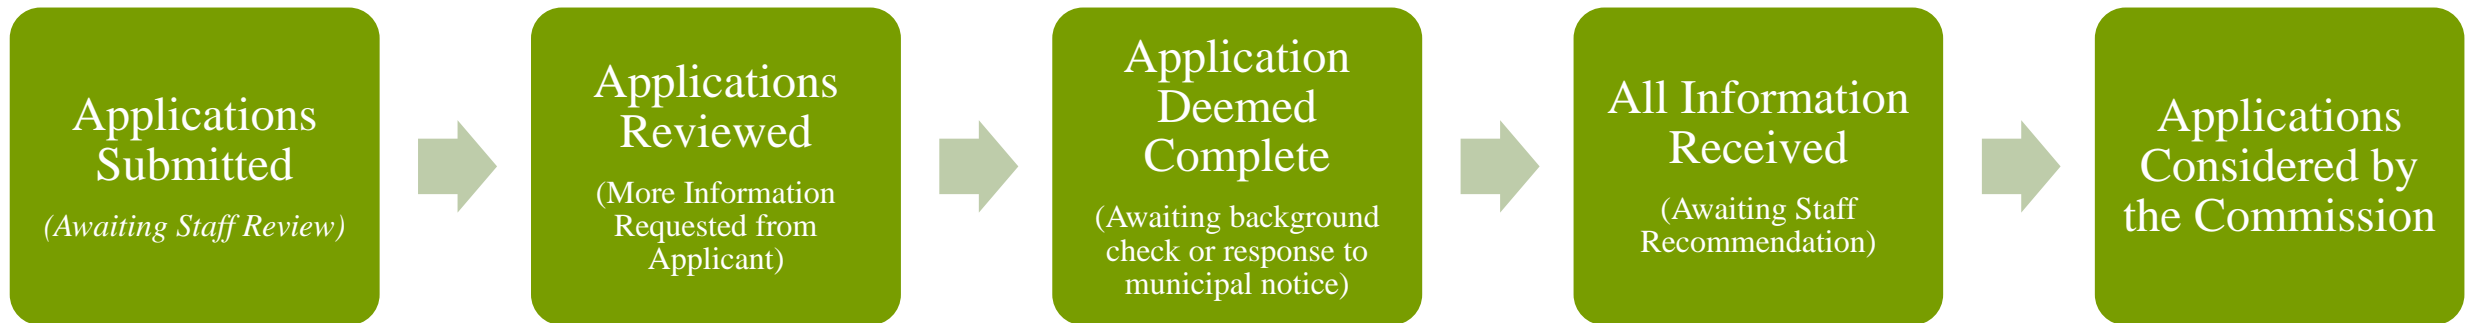 Applications
Submitted
(Awaiting Staff Review)
Applications
Reviewed
(More Information
Requested from
Applicant)
Application
Deemed
Complete
(Awaiting background
check or response to
municipal notice)
All Information
Received
(Awaiting Staff
Recommendation)
Applications
Considered by
the Commission